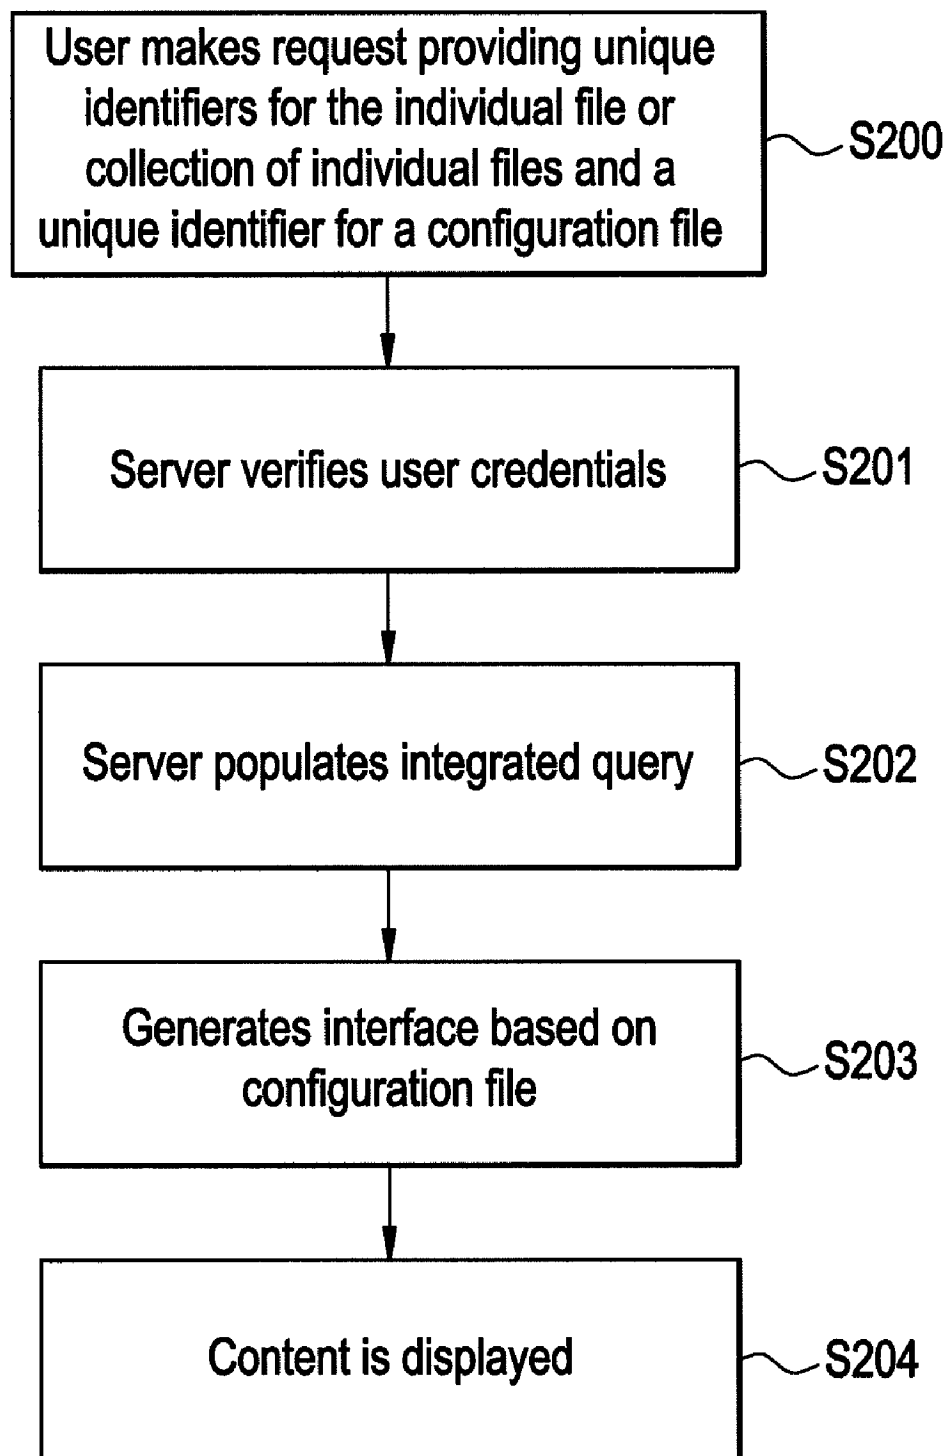 User makes request providing unique
identifiers for the individual file or
collection of individual files and a
unique identifier for a configuration file
S200
Server verifies user credentials
S201
Server populates integrated query
S202
Generates interface based on
configuration file
S203
Content is displayed
S204